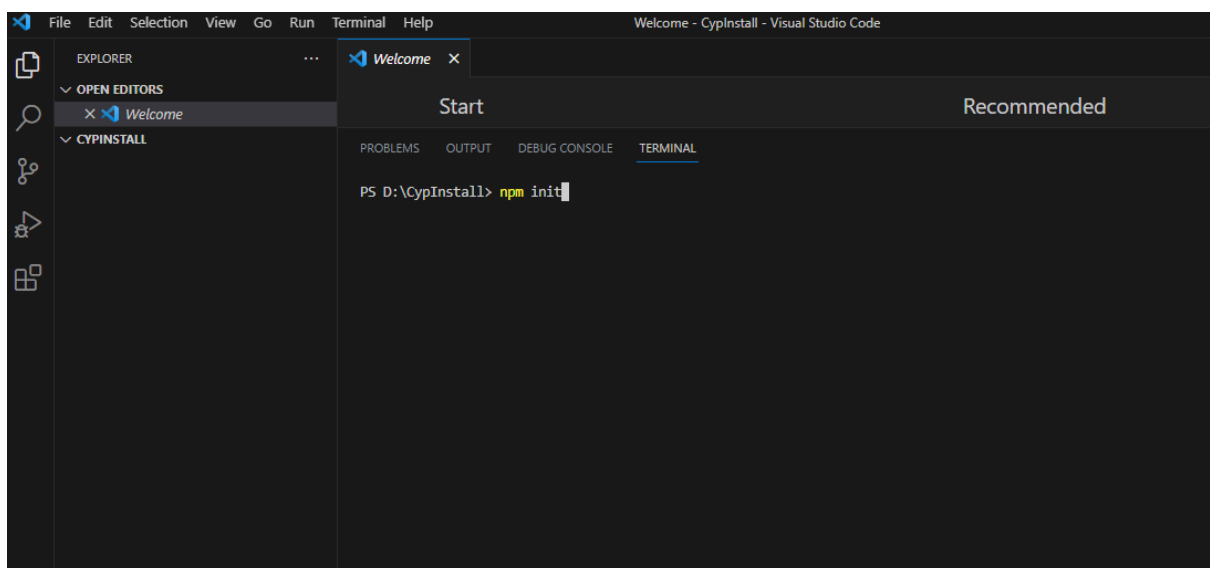 File Edit Selection View Go Run Terminal Help Welcome - CypInstall - Visual Studio Code
EXPLORER ... Welcome
OPEN EDITORS
Welcome
CYPINSTALL
Start Recommended
PROBLEMS OUTPUT DEBUG CONSOLE TERMINAL
PS D:\CypInstall> npm init